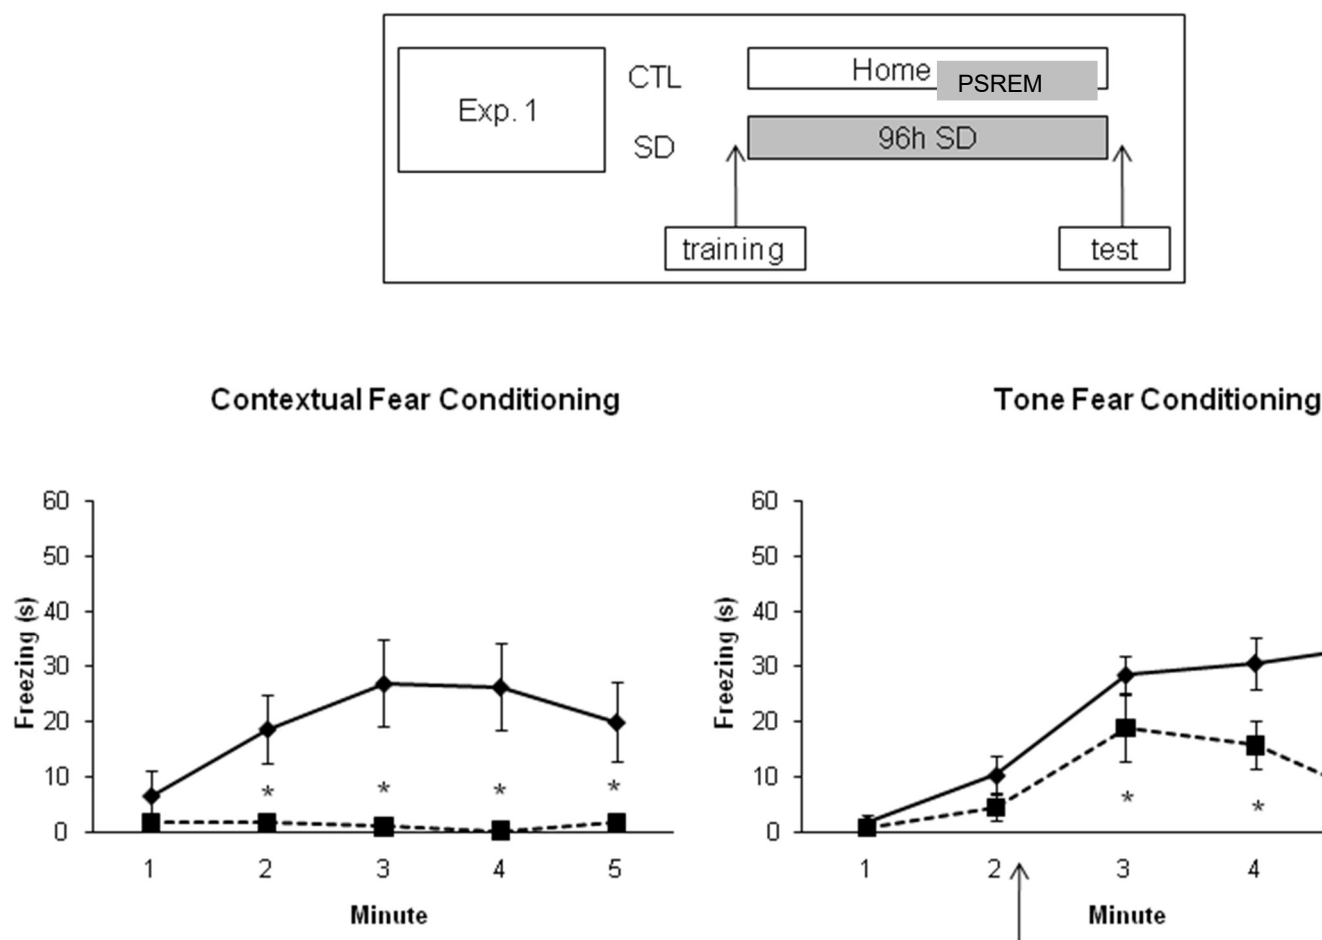 CTL
Home
PSREM
Exp. 1
SD
96h SD
training
test
Contextual Fear Conditioning
Tone Fear Conditioning
60
50
40
30
20
10
0
Freezing (s)
* * * *
1 2 3 4 5
Minute
60
50
40
30
20
10
0
Freezing (s)
* *
1 2 3 4
Minute